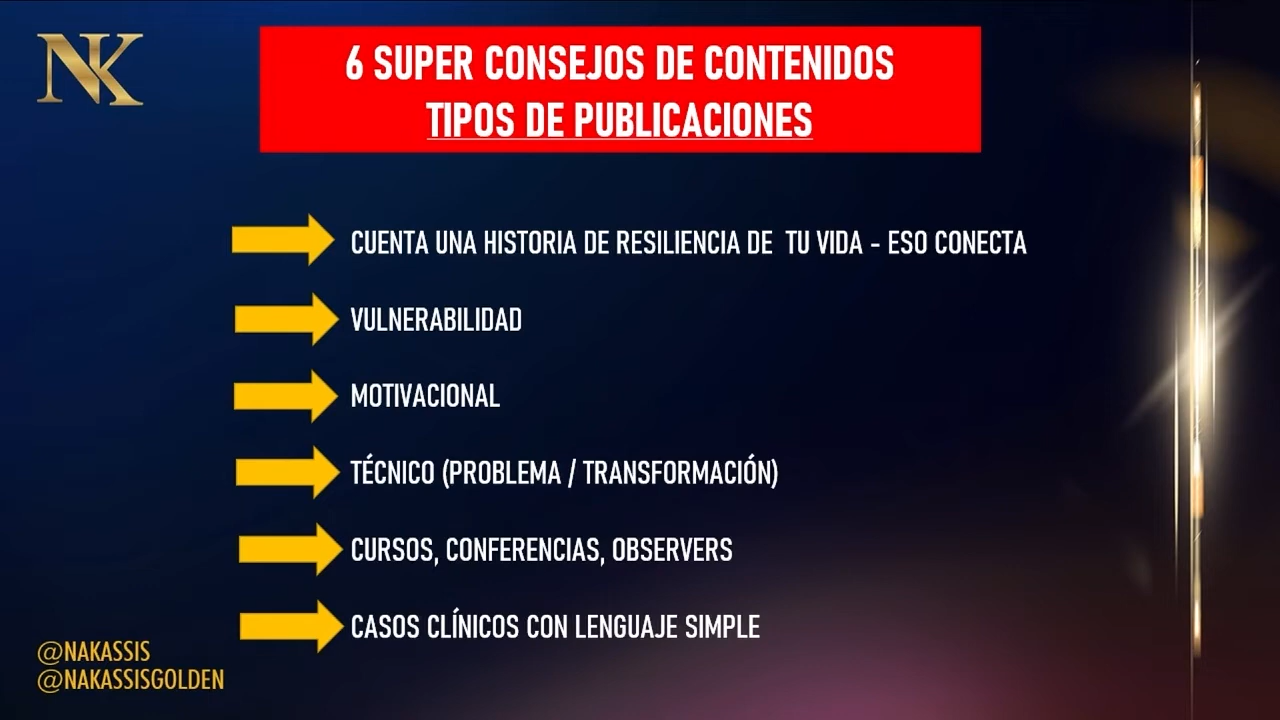 NK
6 SUPER CONSEJOS DE CONTENIDOS
TIPOS DE PUBLICACIONES
CUENTA UNA HISTORIA DE RESILIENCIA DE TU VIDA - ESO CONECTA
VULNERABILIDAD
MOTIVACIONAL
TÉCNICO (PROBLEMA / TRANSFORMACIÓN)
CURSOS, CONFERENCIAS, OBSERVERS
CASOS CLÍNICOS CON LENGUAJE SIMPLE
@NAKASSIS
@NAKASSISGOLDEN